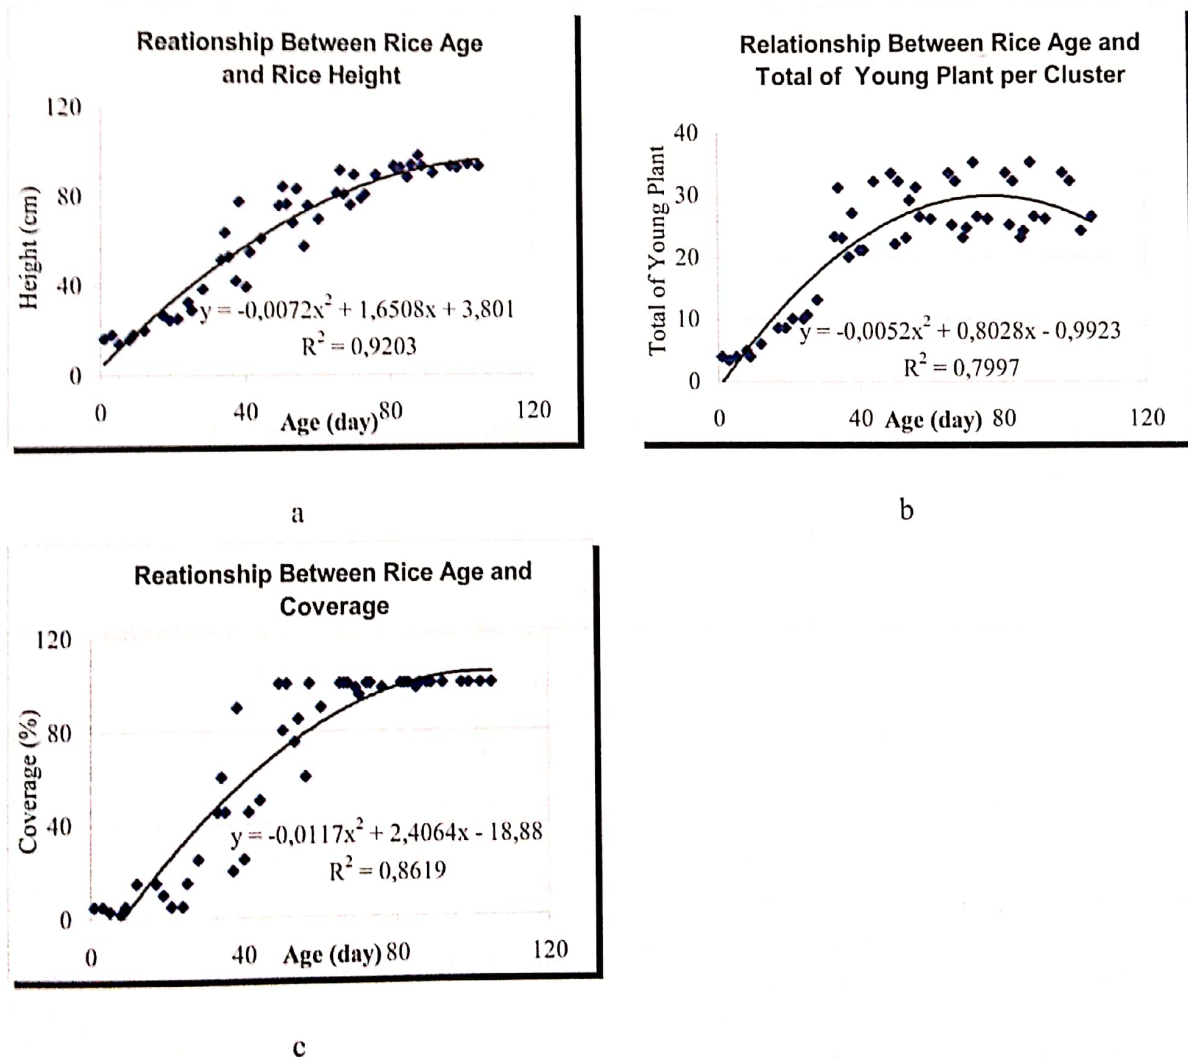 Reationship Between Rice Age
and Rice Height
120
80
40
0
Height (cm)
y = -0,0072x² + 1,6508x + 3,801
R² = 0,9203
0 40 Age (day) 80 120
a
Relationship Between Rice Age and
Total of Young Plant per Cluster
40
30
20
10
0
Total of Young Plant
y = -0,0052x² + 0,8028x - 0,9923
R² = 0,7997
0 40 Age (day) 80 120
b
Reationship Between Rice Age and
Coverage
120
80
40
0
Coverage (%)
y = -0,0117x² + 2,4064x - 18,88
R² = 0,8619
0 40 Age (day) 80 120
c